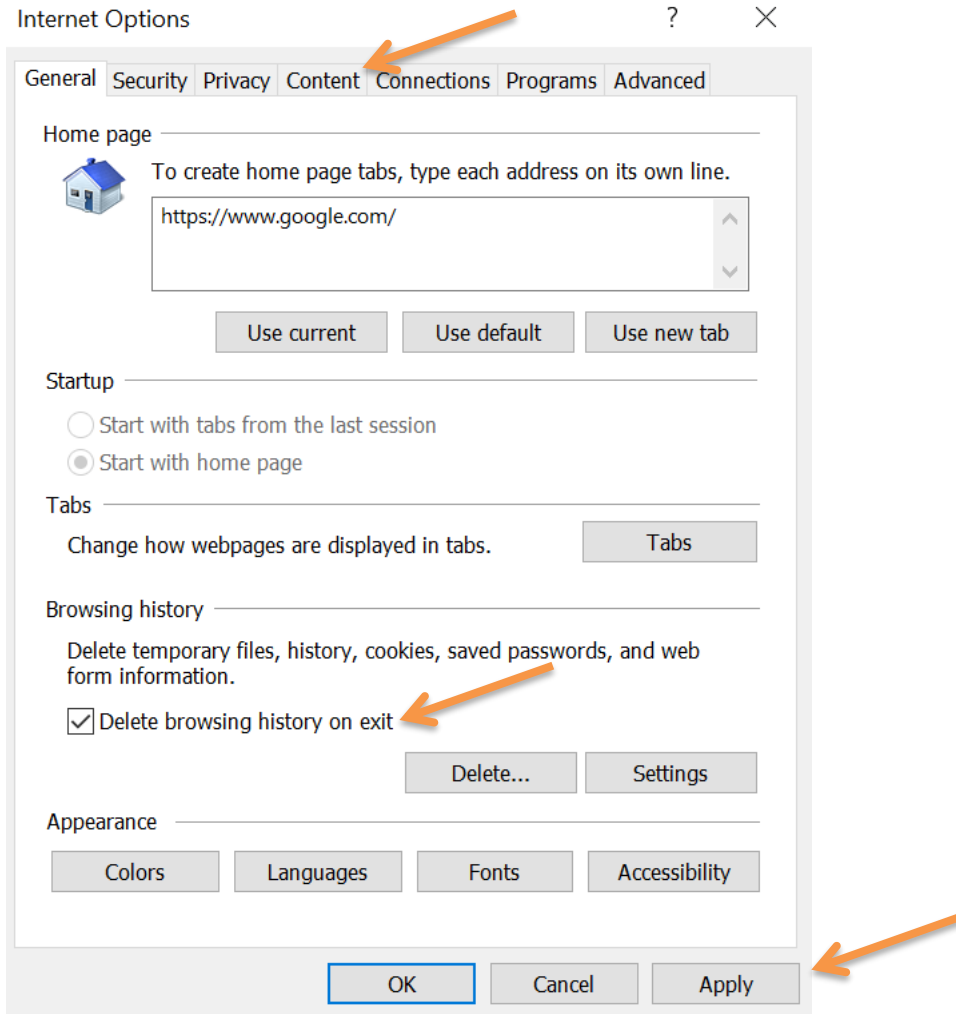 Internet Options ?
General Security Privacy Content Connections Programs Advanced
Home page
To create home page tabs, type each address on its own line.
https://www.google.com/
Use current Use default Use new tab
Startup
Start with tabs from the last session
Start with home page
Tabs
Change how webpages are displayed in tabs. Tabs
Browsing history
Delete temporary files, history, cookies, saved passwords, and web
form information.
Delete browsing history on exit
Delete... Settings
Appearance
Colors Languages Fonts Accessibility
OK Cancel Apply